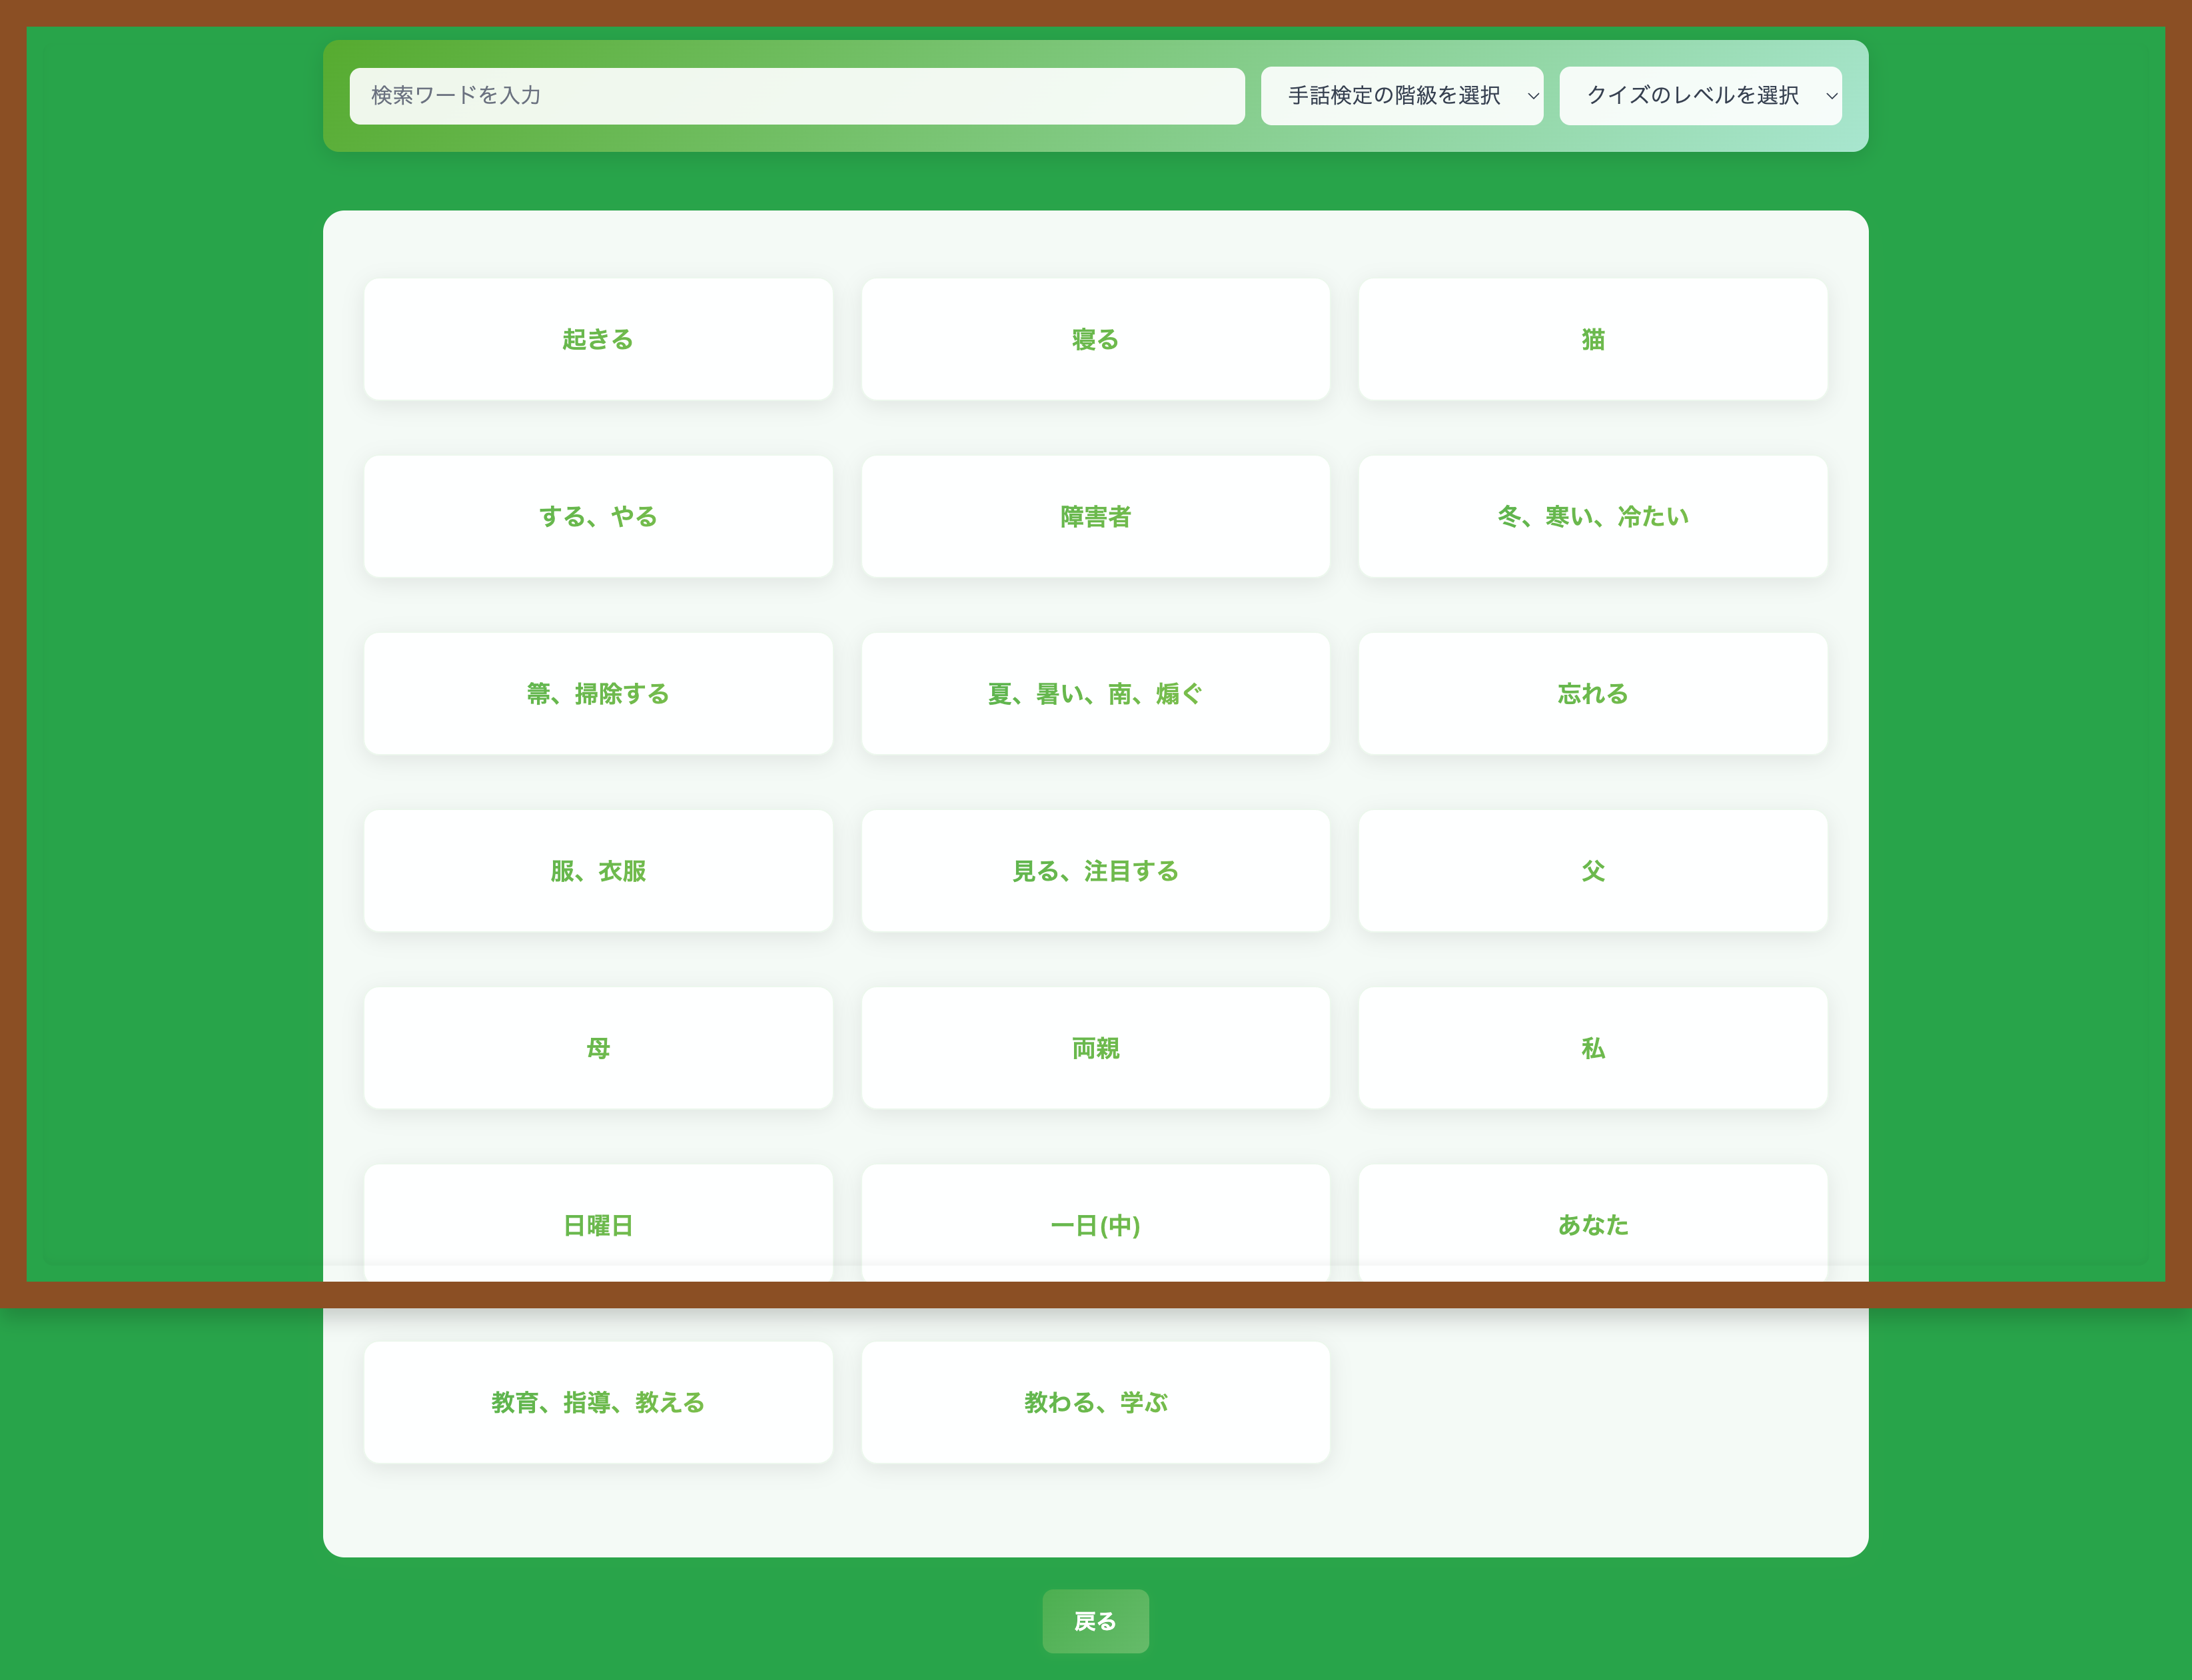 検索ワードを入力
手話検定の階級を選択
クイズのレベルを選択
起きる
寝る
猫
する、やる
障害者
冬、寒い、冷たい
箒、掃除する
夏、暑い、南、煽ぐ
忘れる
服、衣服
見る、注目する
父
母
両親
私
日曜日
一日(中)
あなた
教育、指導、教える
教わる、学ぶ
戻る